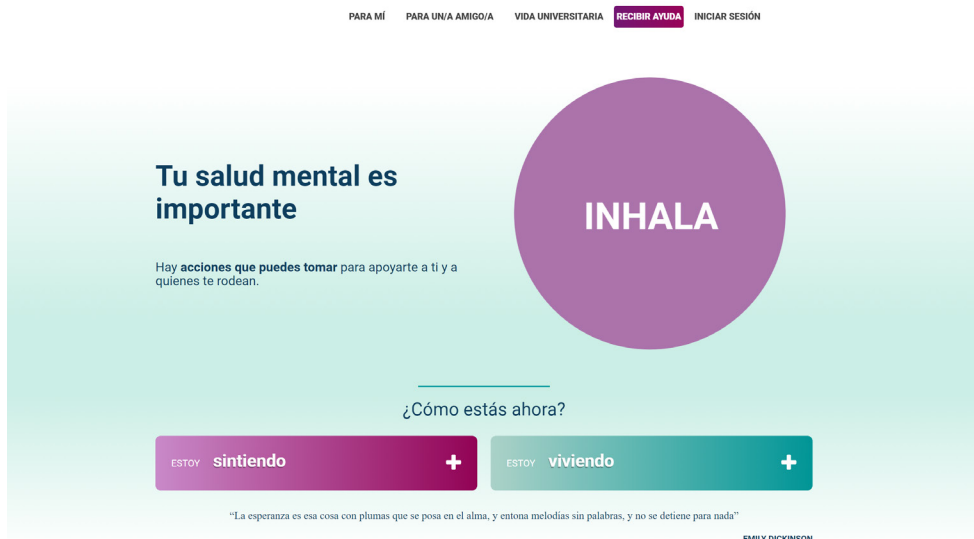 PARA MÍ PARA UN/A AMIGO/A VIDA UNIVERSITARIA RECIBIR AYUDA INICIAR SESIÓN
Tu salud mental es
importante
Hay acciones que puedes tomar para apoyarte a ti y a
quienes te rodean.
INHALA
¿Cómo estás ahora?
ESTOY sintiendo +
ESTOY viviendo +
“La esperanza es esa cosa con plumas que se posa en el alma, y entona melodías sin palabras, y no se detiene para nada”
EMILY DICKINSON